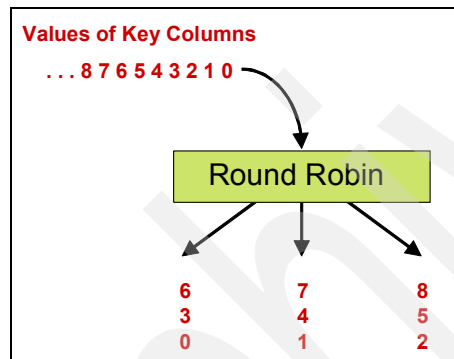 Values of Key Columns
. . . 8 7 6 5 4 3 2 1 0
Round Robin
6 7 8
3 4 5
0 1 2